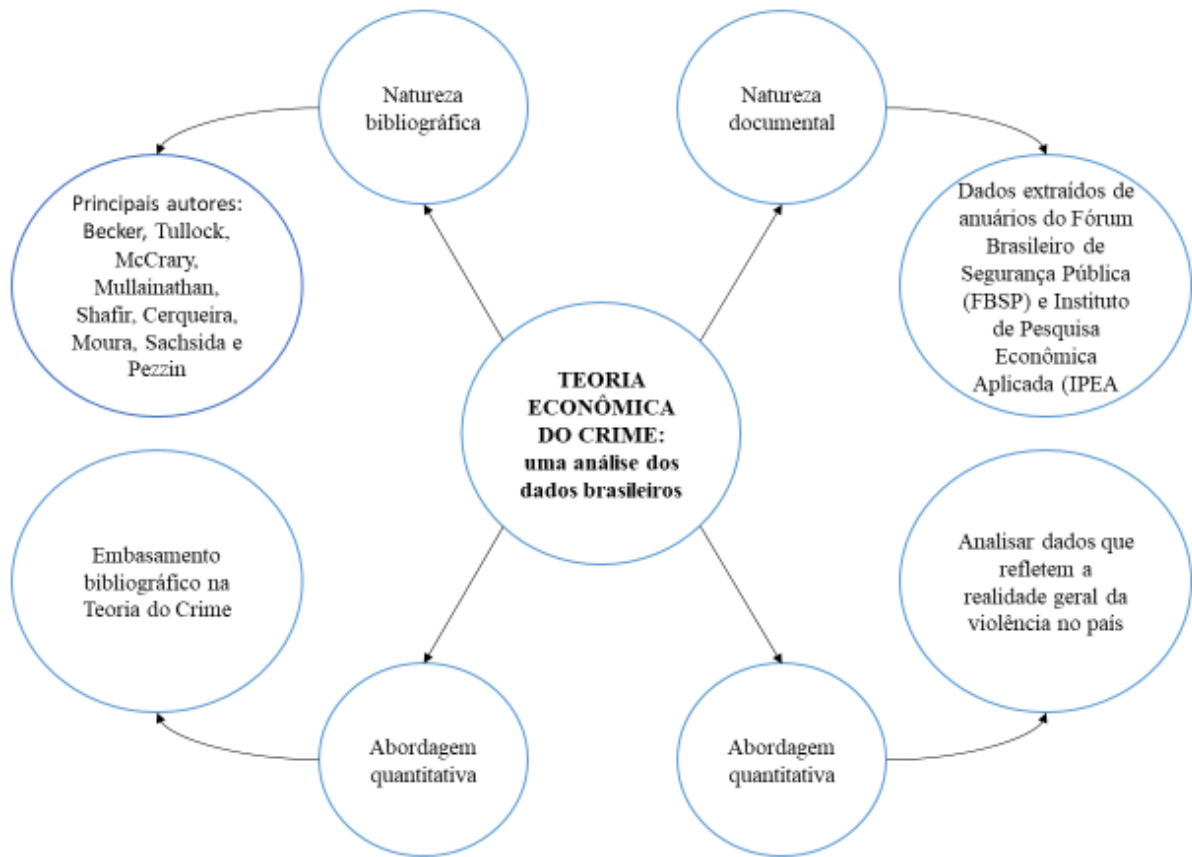 Natureza
bibliográfica
Natureza
documental
Principais autores:
Becker, Tullock,
McCrary,
Mullainathan,
Shafir, Cerqueira,
Moura, Sachsida e
Pezzin
Dados extraídos de
anuários do Fórum
Brasileiro de
Segurança Pública
(FBSP) e Instituto
de Pesquisa
Econômica
Aplicada (IPEA
TEORIA
ECONÔMICA
DO CRIME:
uma análise dos
dados brasileiros
Embasamento
bibliográfico na
Teoria do Crime
Analisar dados que
refletem a
realidade geral da
violência no país
Abordagem
quantitativa
Abordagem
quantitativa